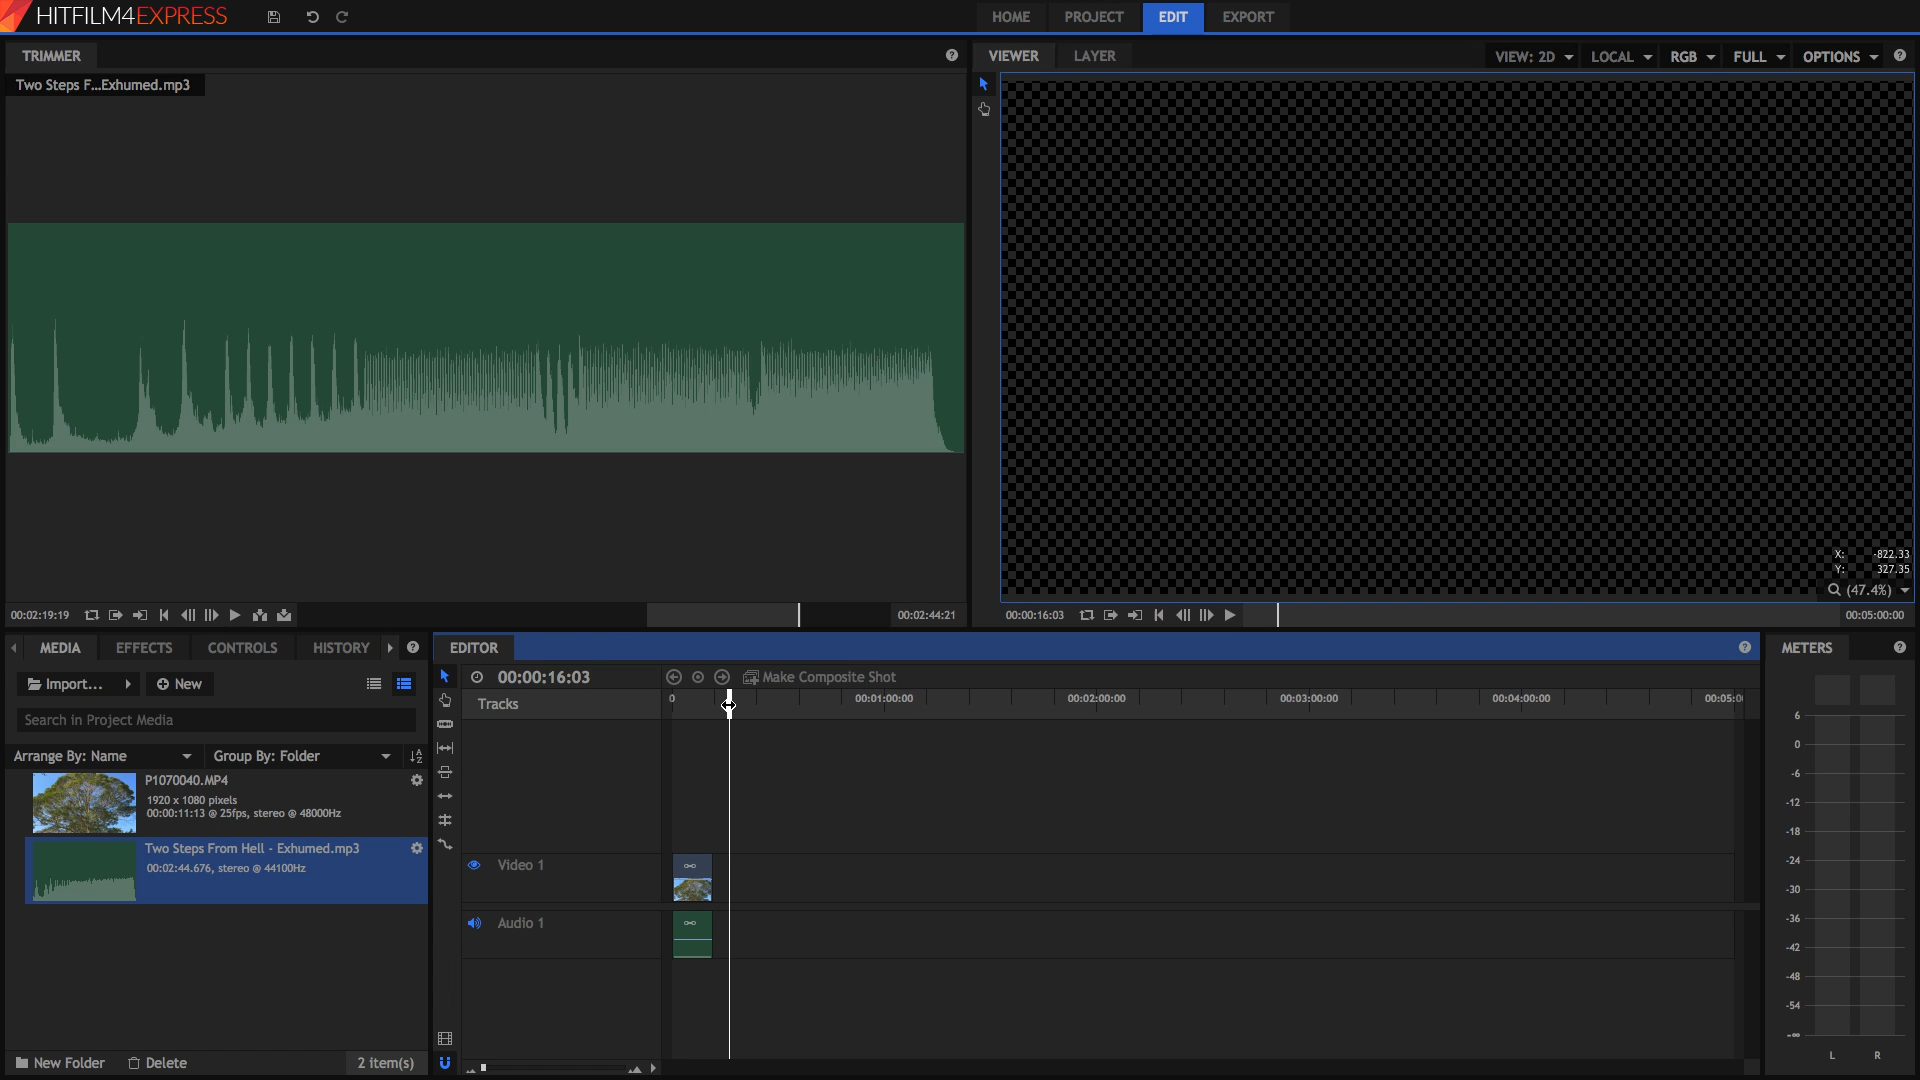 HITFILM4EXPRESS
HOME PROJECT EDIT EXPORT
TRIMMER
Two Steps F...Exhumed.mp3
VIEWER LAYER
VIEW: 2D LOCAL RGB FULL OPTIONS
X: -822.33
Y: 327.35
(47.4%)
00:02:19:19 00:02:44:21
00:00:16:03 00:05:00:00
MEDIA EFFECTS CONTROLS HISTORY
Import... New
Search in Project Media
Arrange By: Name Group By: Folder
P1070040.MP4
1920 x 1080 pixels
00:00:11:13 @ 25fps, stereo @ 48000Hz
Two Steps From Hell - Exhumed.mp3
00:02:44.676, stereo @ 44100Hz
New Folder Delete 2 item(s)
EDITOR
00:00:16:03 Make Composite Shot
Tracks
0 00:01:00:00 00:02:00:00 00:03:00:00 00:04:00:00 00:05:0
Video 1
Audio 1
METERS
6
0
-6
-12
-18
-24
-30
-36
-42
-48
-54
-∞
L R